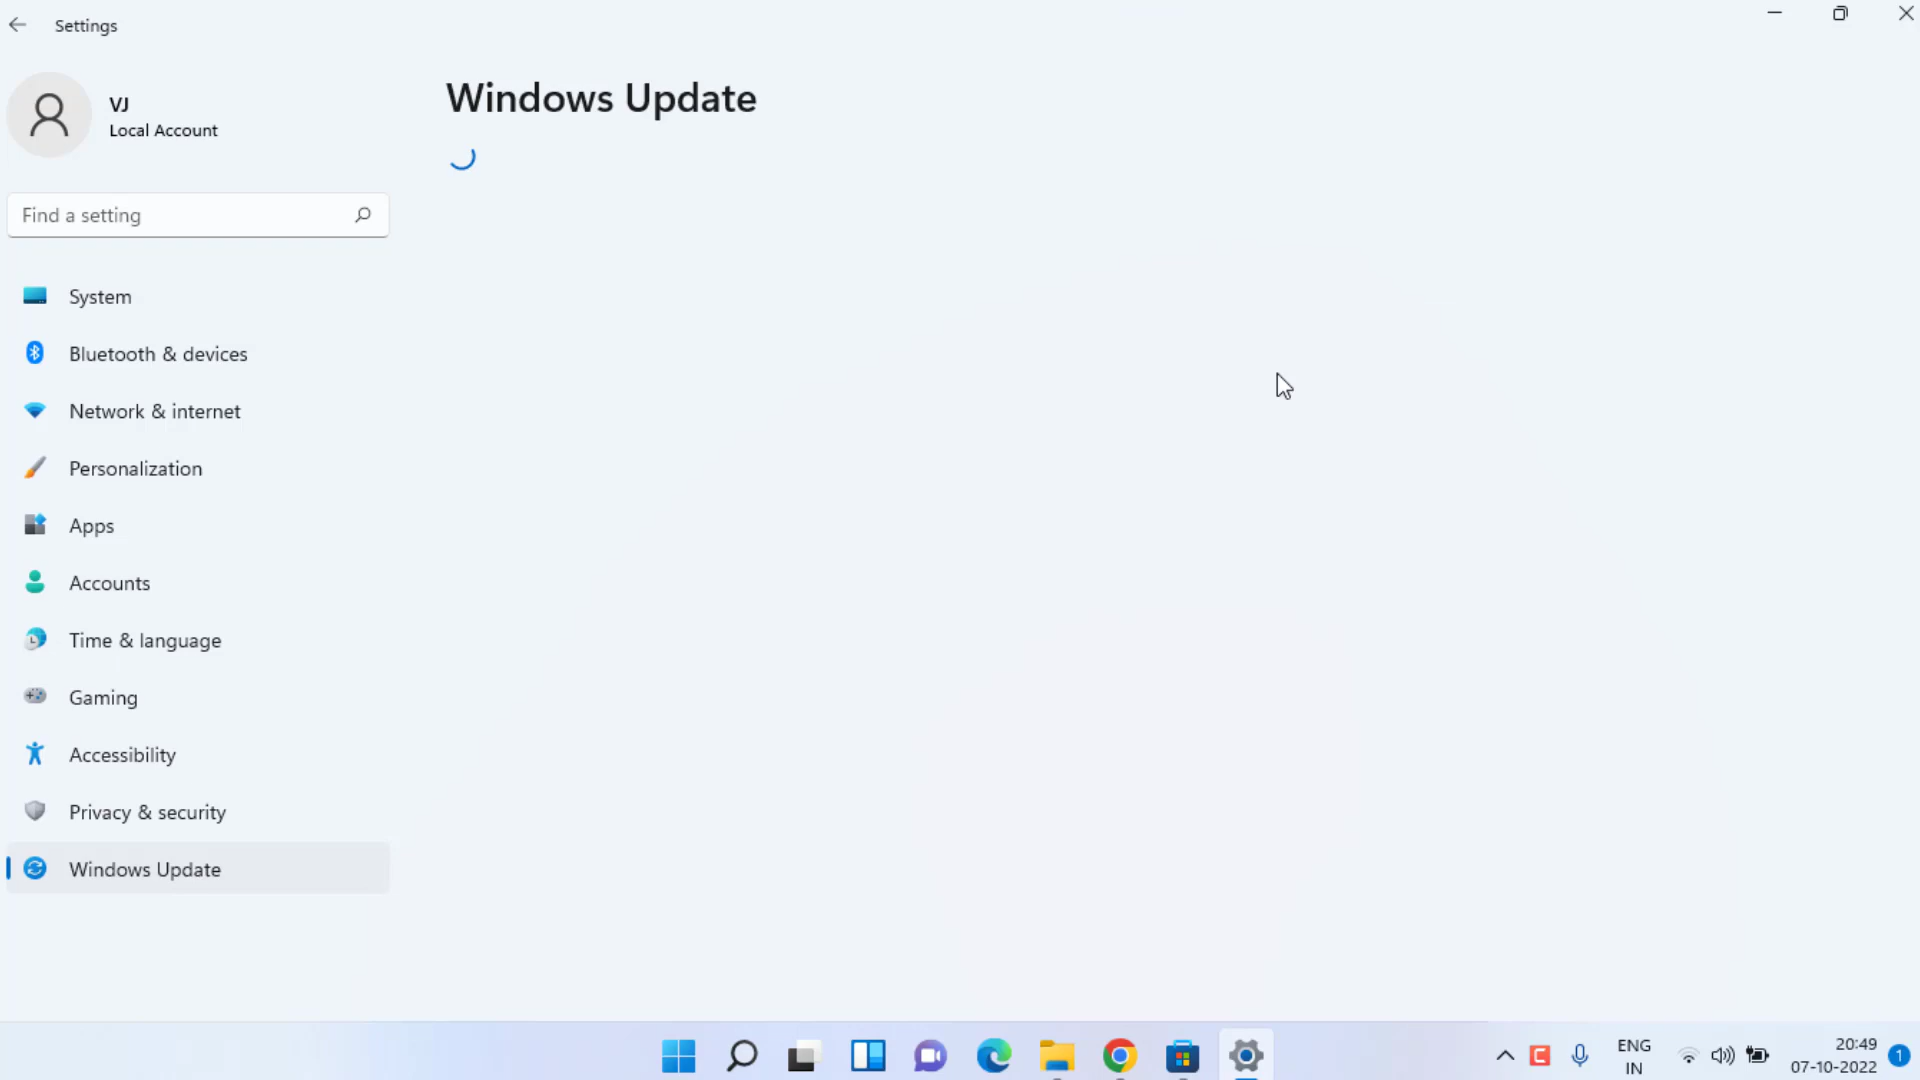 Settings
VJ
Local Account
Find a setting
System
Bluetooth & devices
Network & internet
Personalization
Apps
Accounts
Time & language
Gaming
Accessibility
Privacy & security
Windows Update
Windows Update
ENG
IN
20:49
07-10-2022
1